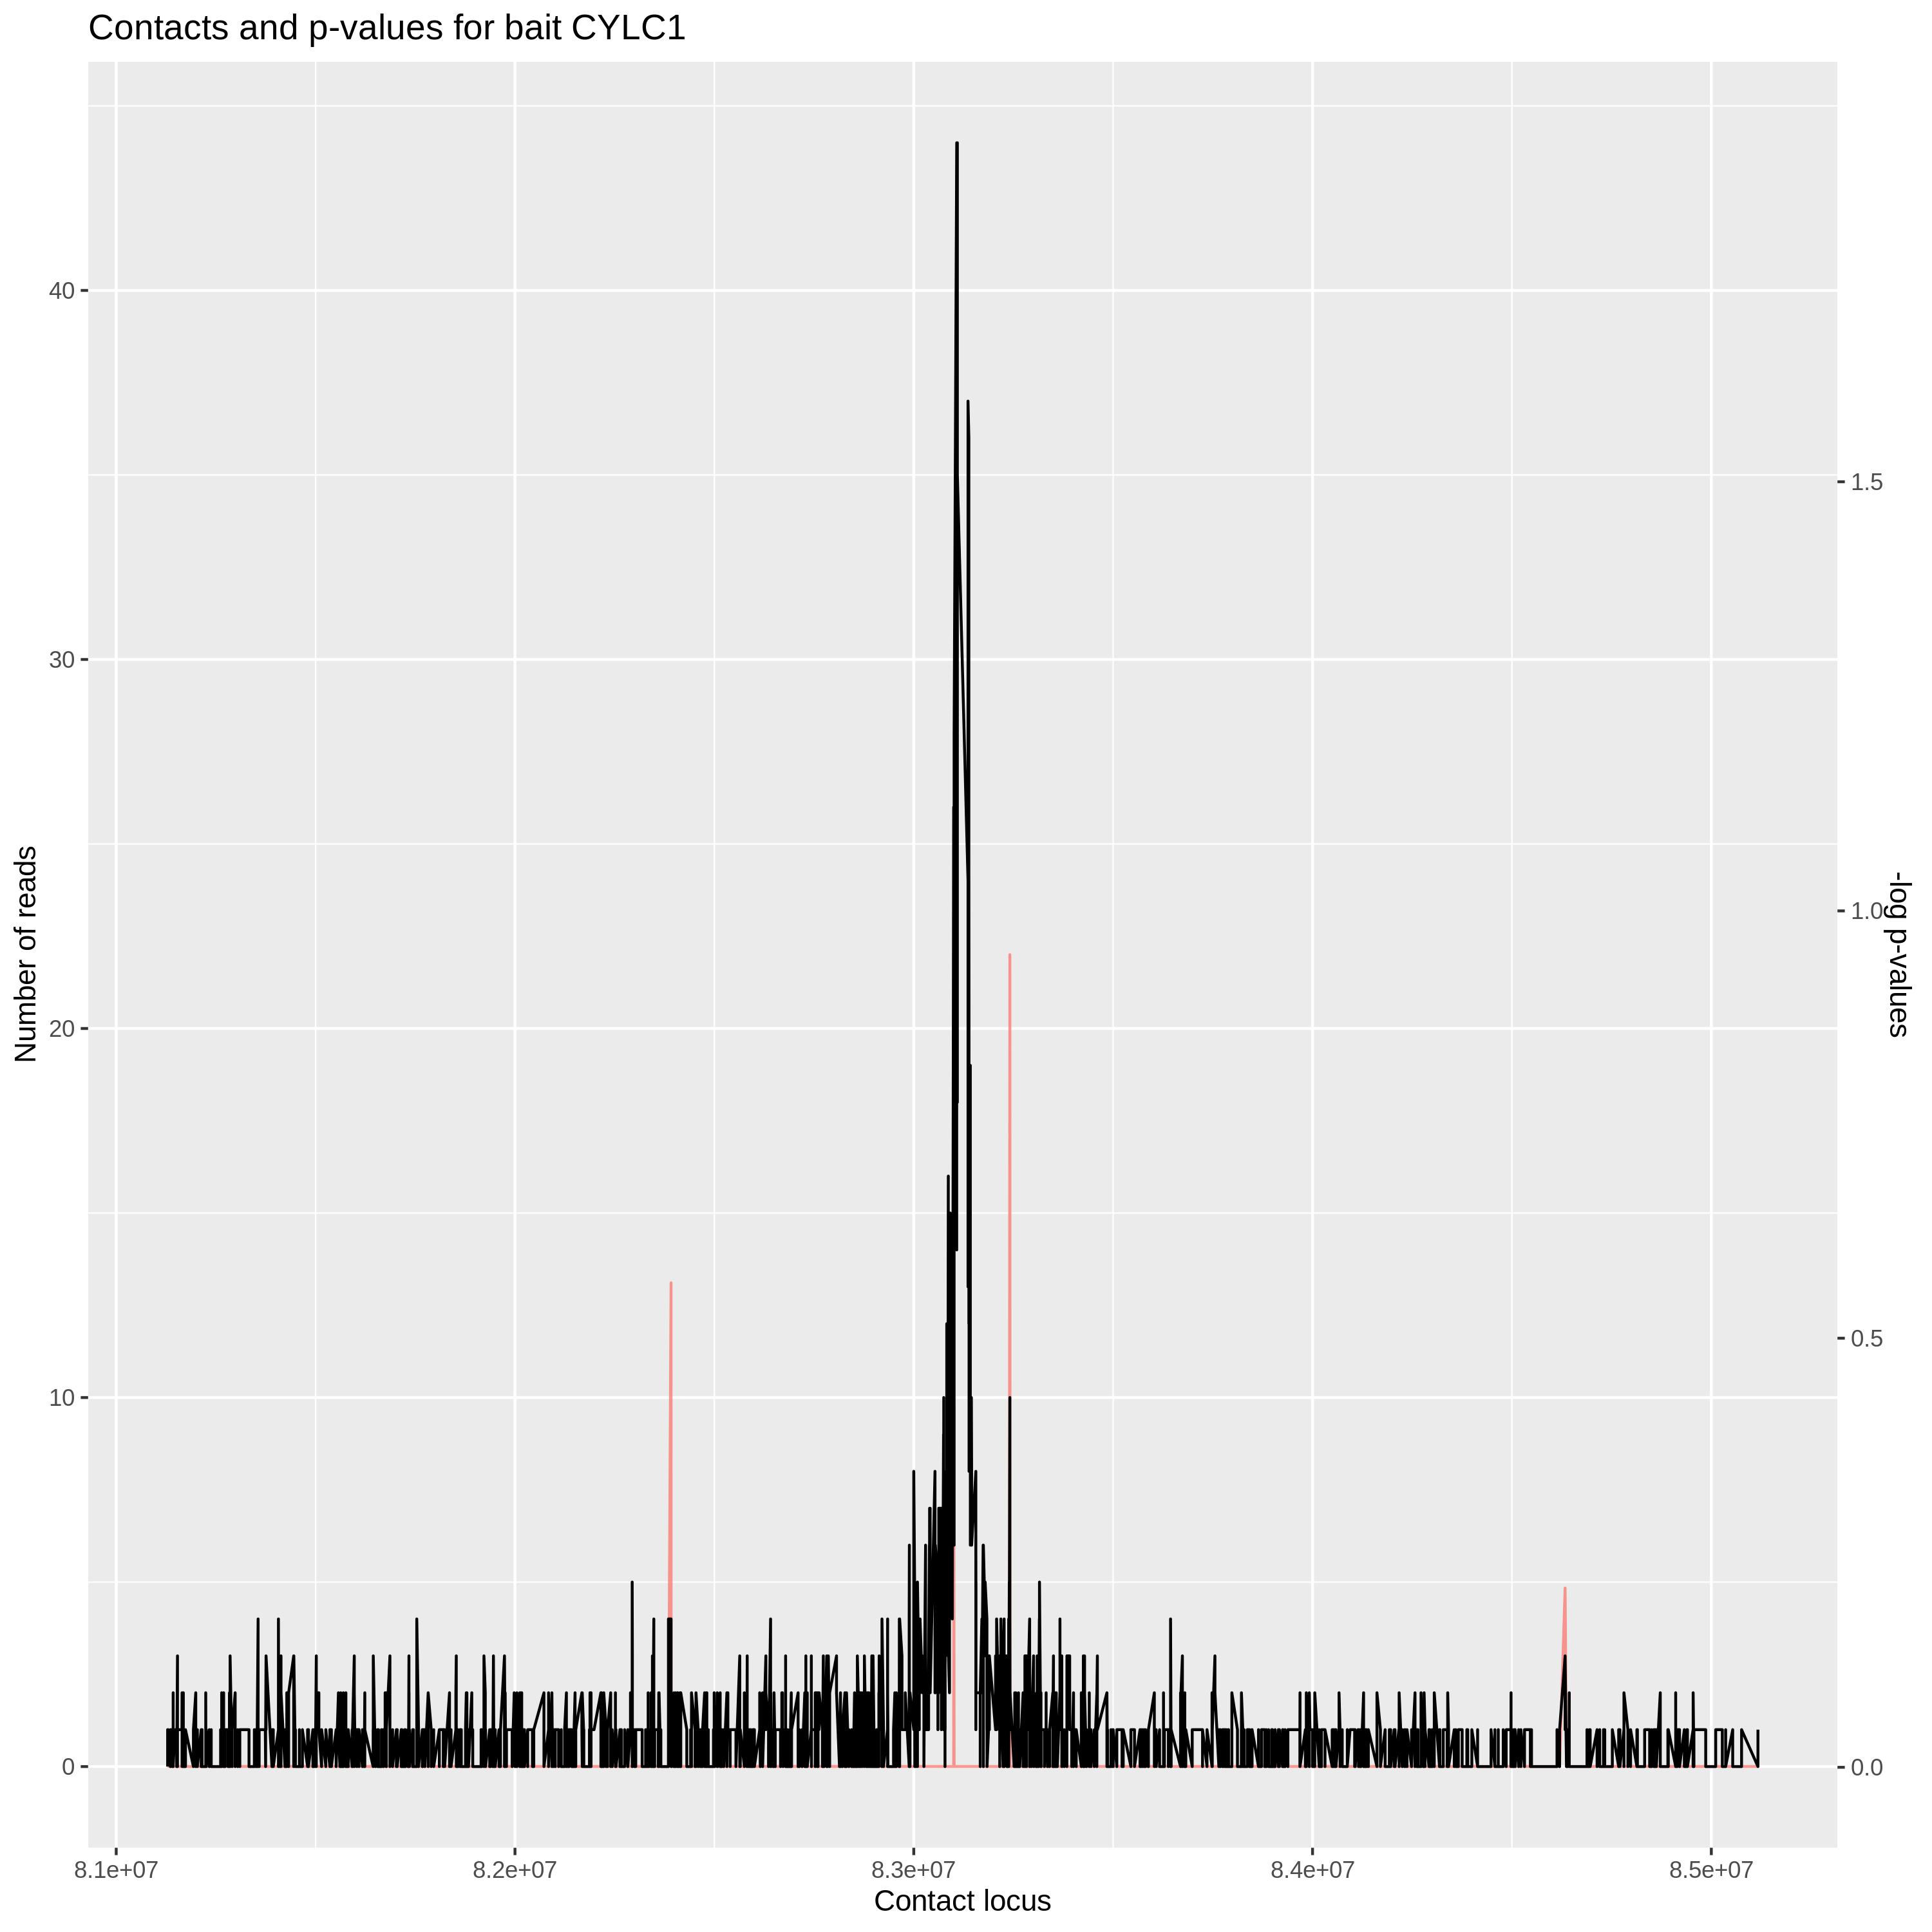 Contacts and p-values for bait CYLC1
40
30
20
10
0
Number of reads
1.5
1.0
0.5
0.0
-log p-values
8.1e+07
8.2e+07
8.3e+07
8.4e+07
8.5e+07
Contact locus